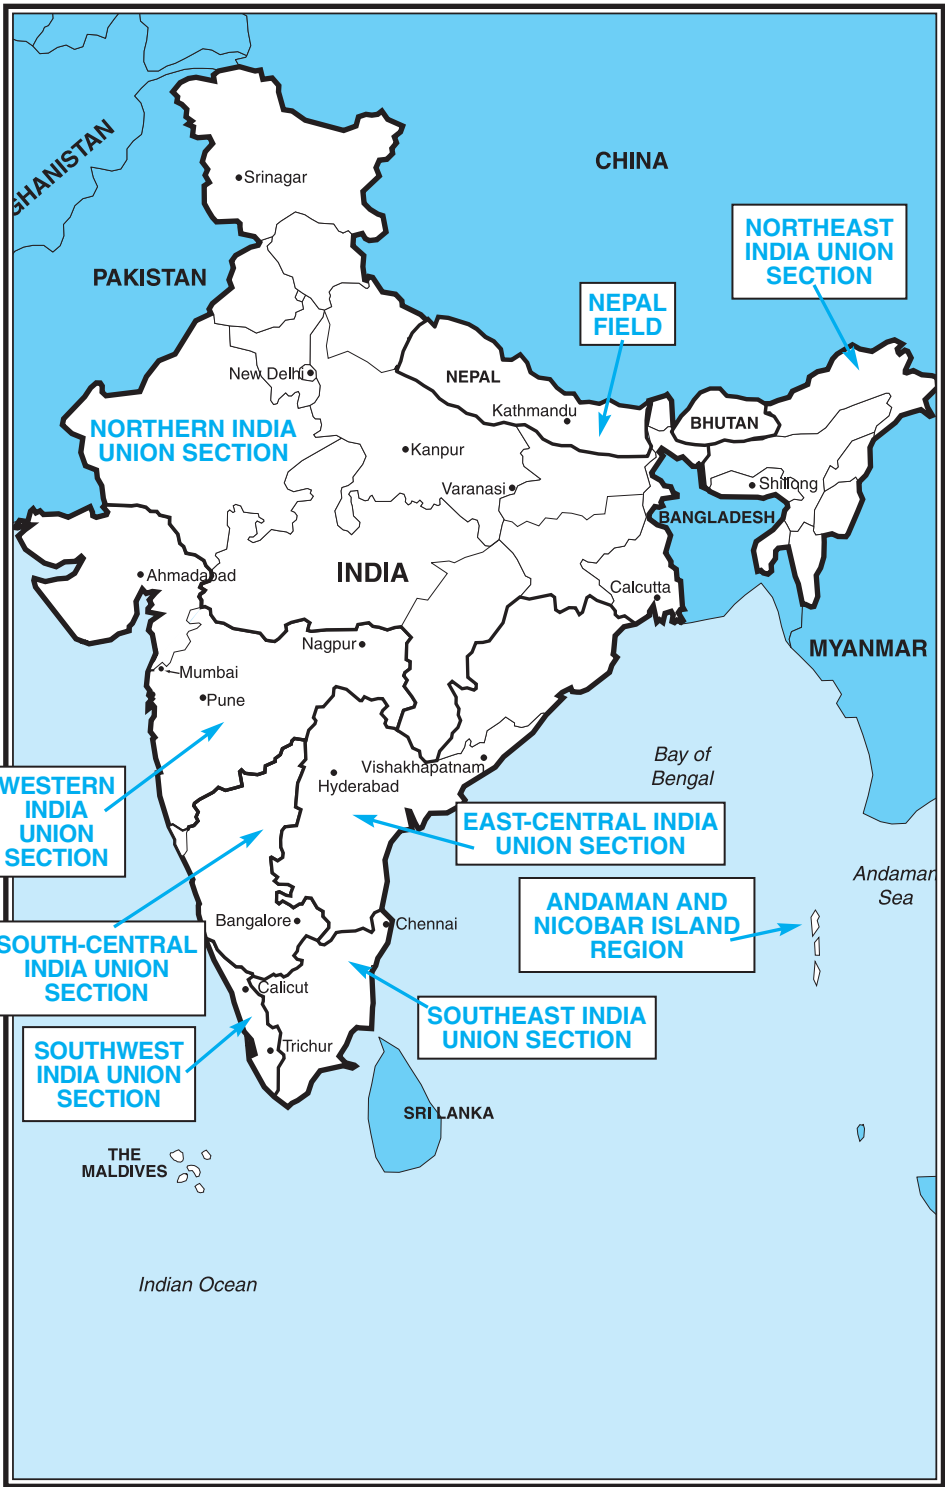 CHINA
GHANISTAN
Srinagar
NORTHEAST
INDIA UNION
SECTION
PAKISTAN
NEPAL
FIELD
New Delhi
NEPAL
Kathmandu
BHUTAN
NORTHERN INDIA
UNION SECTION
Kanpur
Varanasi
Shillong
BANGLADESH
INDIA
Ahmadabad
Calcutta
Nagpur
MYANMAR
Mumbai
Pune
Bay of
Bengal
Vishakhapatnam
Hyderabad
WESTERN
INDIA
UNION
SECTION
EAST-CENTRAL INDIA
UNION SECTION
Andaman
Sea
ANDAMAN AND
NICOBAR ISLAND
REGION
Bangalore
Chennai
SOUTH-CENTRAL
INDIA UNION
SECTION
Calicut
SOUTHEAST INDIA
UNION SECTION
SOUTHWEST
INDIA UNION
SECTION
Trichur
SRI LANKA
THE
MALDIVES
Indian Ocean